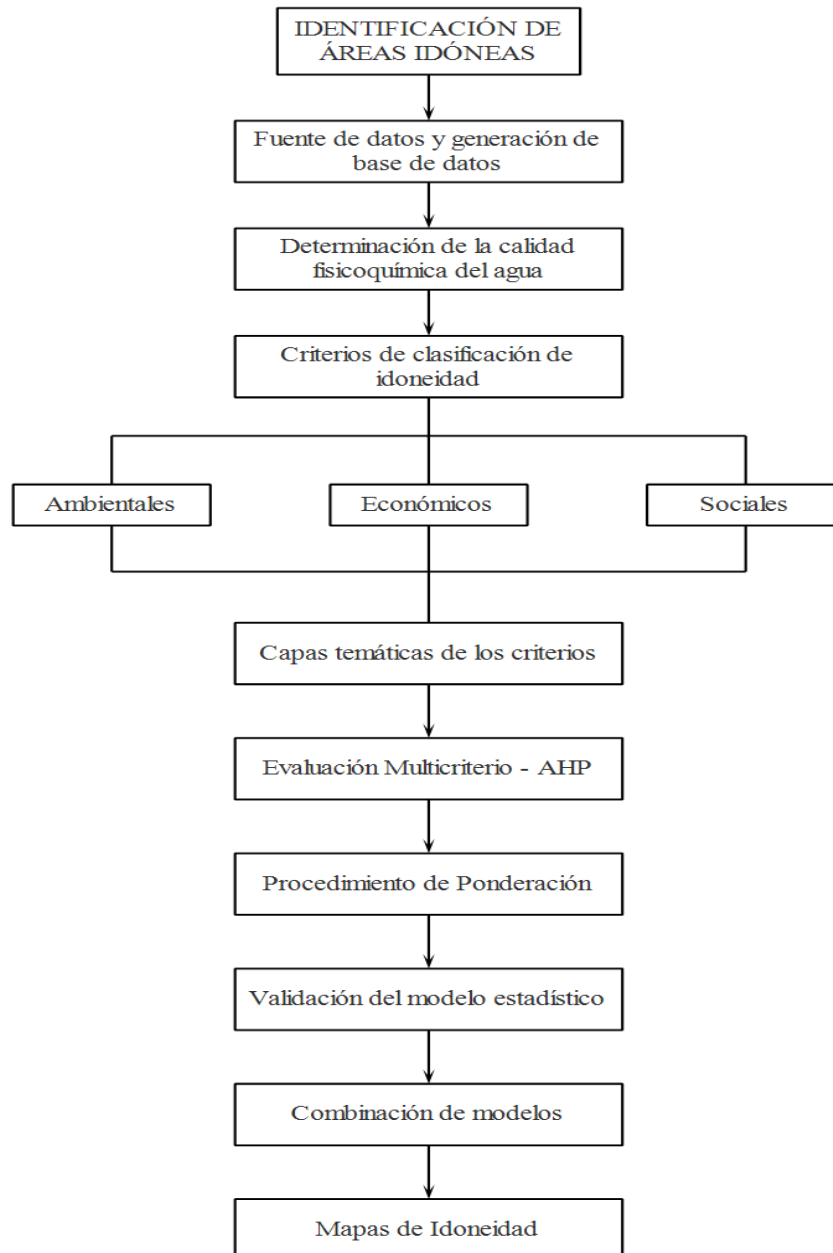 IDENTIFICACIÓN DE
ÁREAS IDÓNEAS
Fuente de datos y generación de
base de datos
Determinación de la calidad
fisicoquímica del agua
Criterios de clasificación de
idoneidad
Ambientales
Económicos
Sociales
Capas temáticas de los criterios
Evaluación Multicriterio - AHP
Procedimiento de Ponderación
Validación del modelo estadístico
Combinación de modelos
Mapas de Idoneidad